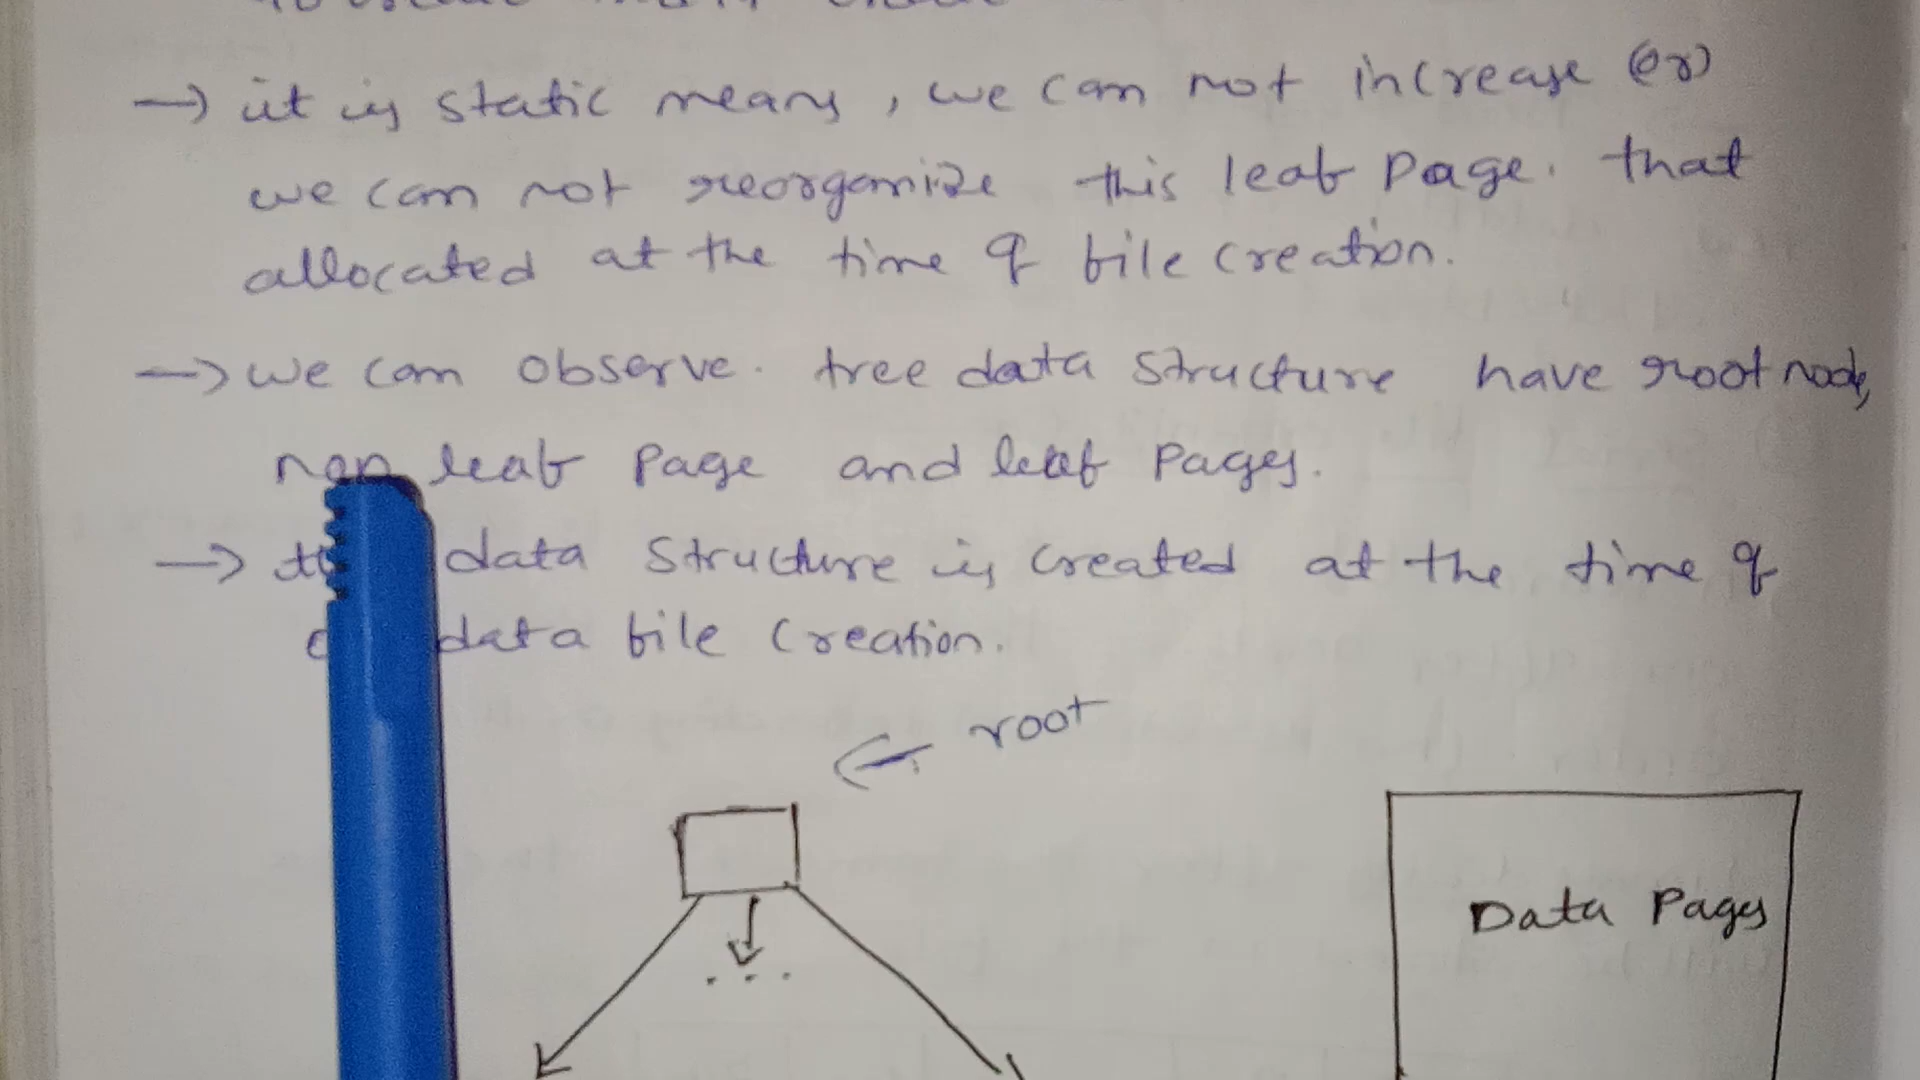 → it is static means, we can not increase (or)
we can not reorganize this leaf page. that
allocated at the time of file creation.
→ we can observe. tree data structure have root node,
non leaf page and leaf pages.
→ data structure is created at the time of
data file creation.
← root
...
Data Pages